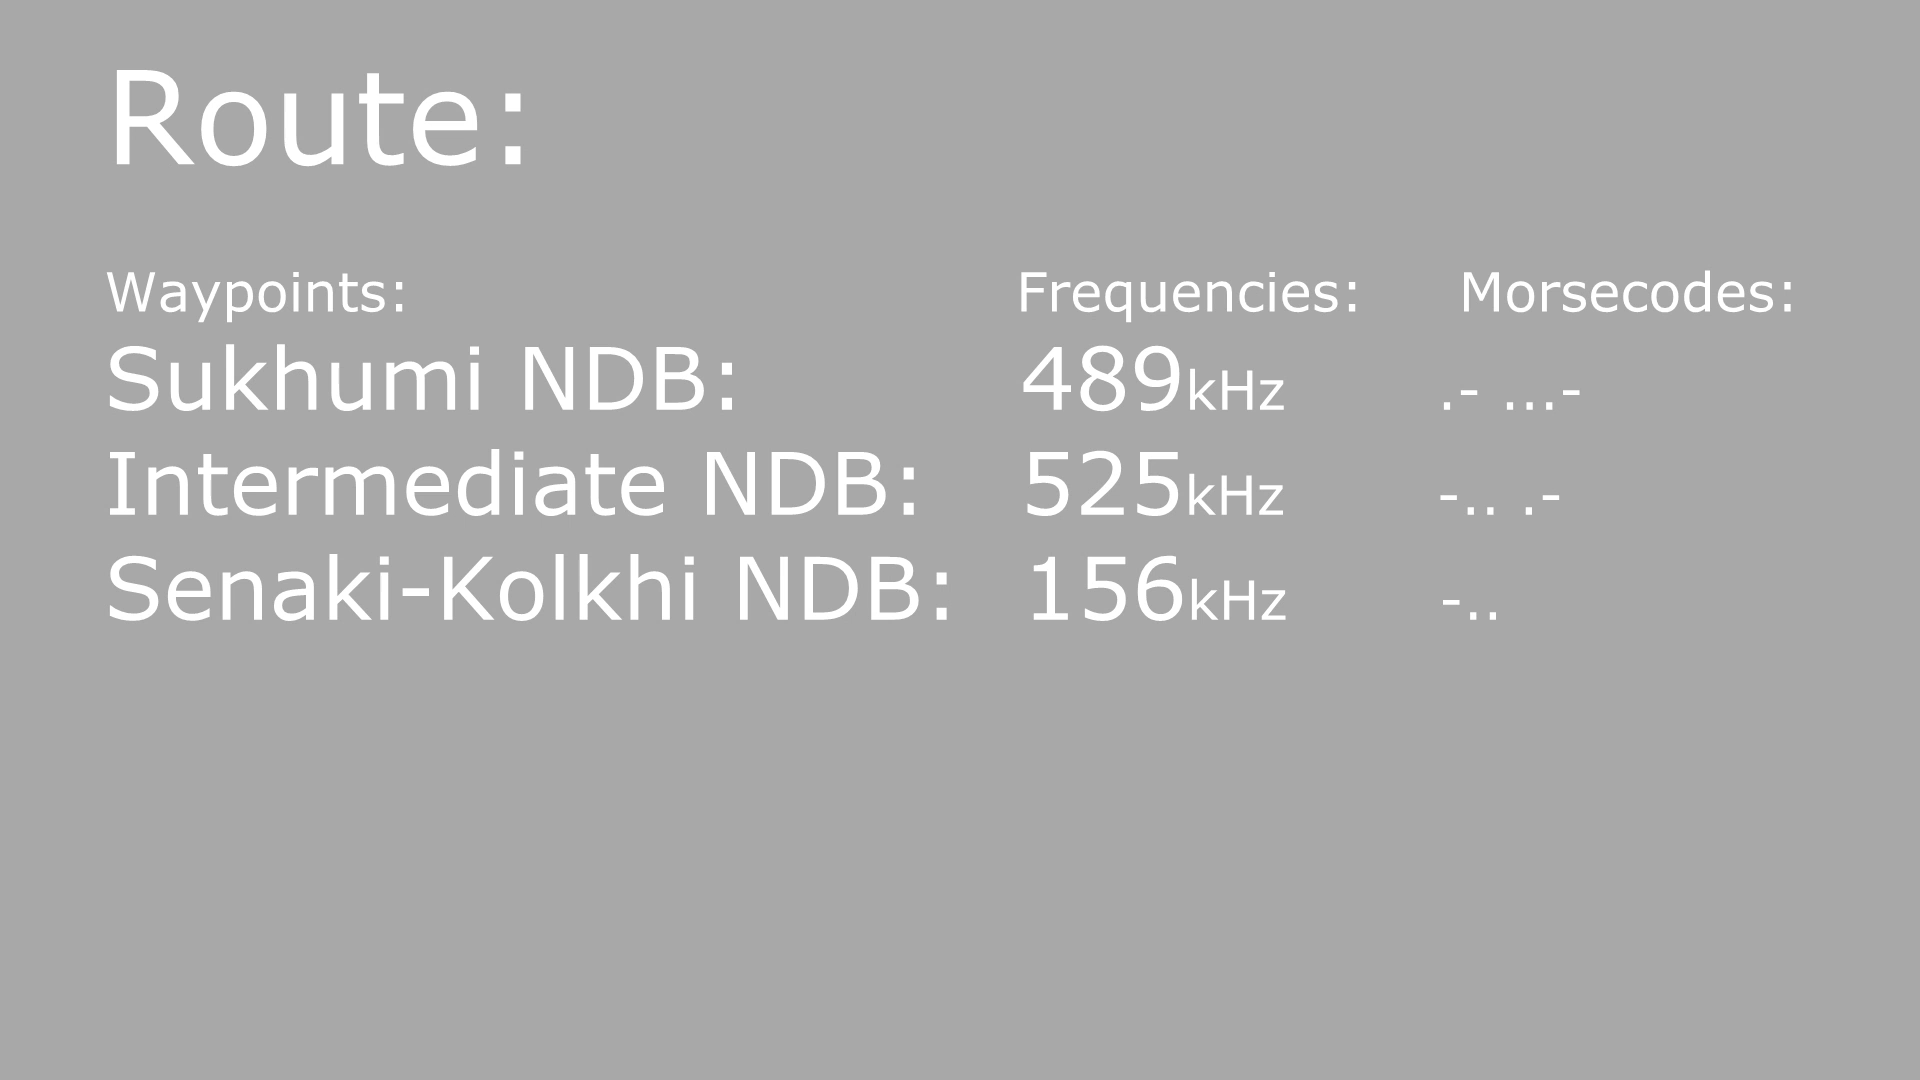 Route:
Waypoints: Frequencies: Morsecodes:
Sukhumi NDB: 489kHz .- ...-
Intermediate NDB: 525kHz -.. .-
Senaki-Kolkhi NDB: 156kHz -..